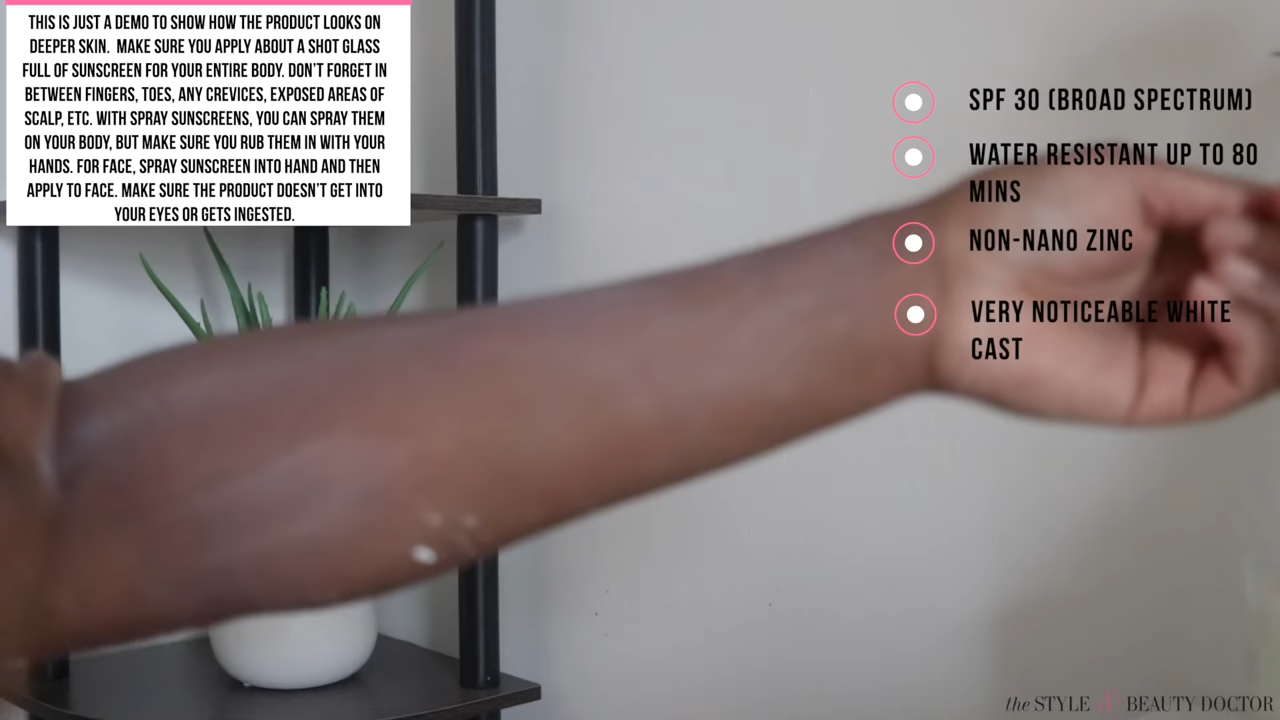 THIS IS JUST A DEMO TO SHOW HOW THE PRODUCT LOOKS ON
DEEPER SKIN. MAKE SURE YOU APPLY ABOUT A SHOT GLASS
FULL OF SUNSCREEN FOR YOUR ENTIRE BODY. DON'T FORGET IN
BETWEEN FINGERS, TOES, ANY CREVICES, EXPOSED AREAS OF
SCALP, ETC. WITH SPRAY SUNSCREENS, YOU CAN SPRAY THEM
ON YOUR BODY, BUT MAKE SURE YOU RUB THEM IN WITH YOUR
HANDS. FOR FACE, SPRAY SUNSCREEN INTO HAND AND THEN
APPLY TO FACE. MAKE SURE THE PRODUCT DOESN'T GET INTO
YOUR EYES OR GETS INGESTED.
SPF 30 (BROAD SPECTRUM)
WATER RESISTANT UP TO 80
MINS
NON-NANO ZINC
VERY NOTICEABLE WHITE
CAST
the STYLE & BEAUTY DOCTOR